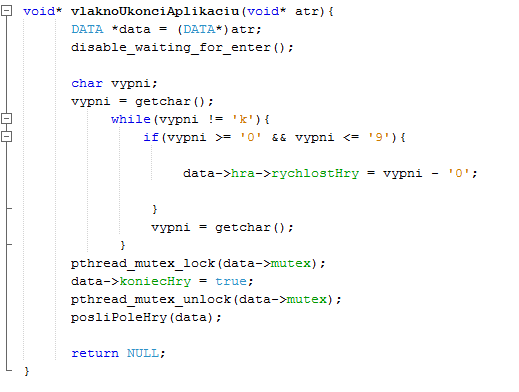 void* vlaknoUkonciAplikaciu(void* atr){
DATA *data = (DATA*)atr;
disable_waiting_for_enter();
char vypni;
vypni = getchar();
while(vypni != 'k'){
if(vypni >= '0' && vypni <= '9'){
data->hra->rychlostHry = vypni - '0';
}
vypni = getchar();
}
pthread_mutex_lock(data->mutex);
data->koniecHry = true;
pthread_mutex_unlock(data->mutex);
posliPoleHry(data);
return NULL;
}